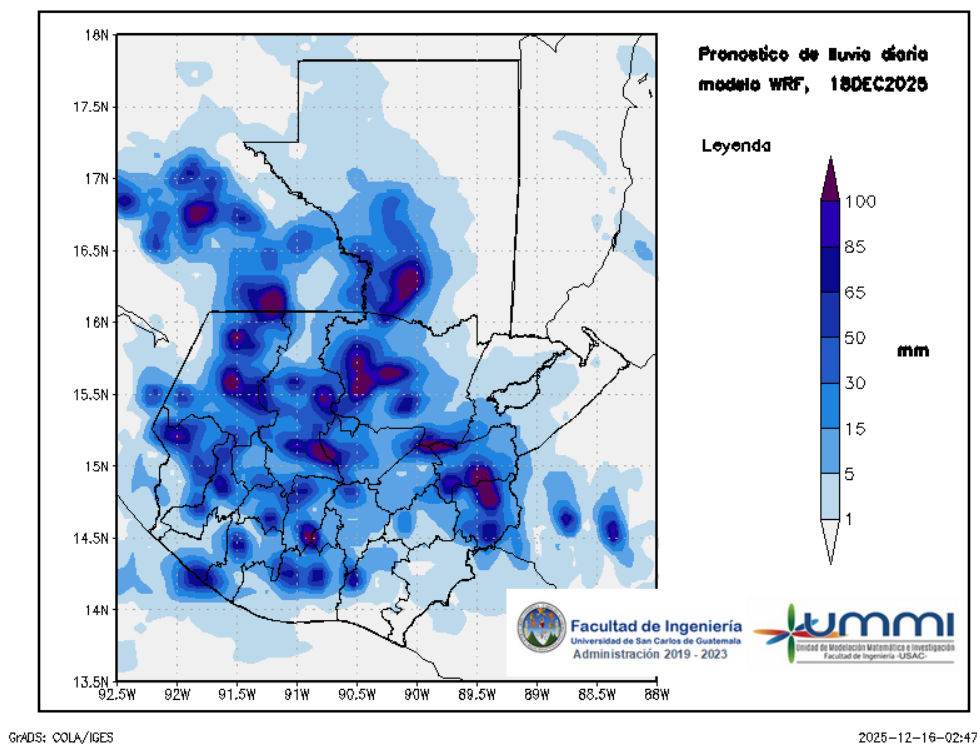 Pronostico de lluvia diaria
modelo WRF, 18DEC2025
Leyenda
100
85
65
50
30
15
5
1
mm
18N
17.5N
17N
16.5N
16N
15.5N
15N
14.5N
14N
13.5N
92.5W 92W 91.5W 91W 90.5W 90W 89.5W 89W 88.5W 88W
Facultad de Ingeniería
Universidad de San Carlos de Guatemala
Administración 2019 - 2023
UMMI
Unidad de Modelación Matemática e Investigación
Facultad de Ingeniería -USAC-
GrADS: COLA/IGES
2025-12-16-02:47